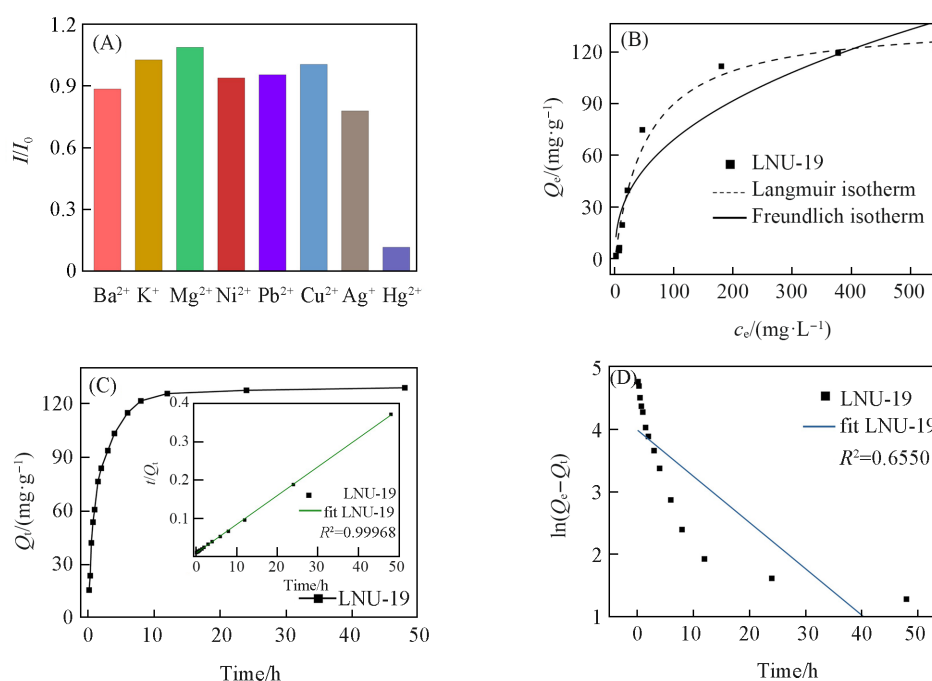 (A)
I/I₀
1.2
0.9
0.6
0.3
0
Ba²⁺ K⁺ Mg²⁺ Ni²⁺ Pb²⁺ Cu²⁺ Ag⁺ Hg²⁺
(B)
Qₑ/(mg·g⁻¹)
120
90
60
30
0
LNU-19
Langmuir isotherm
Freundlich isotherm
0 100 200 300 400 500
cₑ/(mg·L⁻¹)
(C)
Qₜ/(mg·g⁻¹)
120
90
60
30
0
t/Qₜ
0.4
0.3
0.2
0.1
LNU-19
fit LNU-19
R²=0.99968
0 10 20 30 40 50
Time/h
LNU-19
0 10 20 30 40 50
Time/h
(D)
ln(Qₑ−Qₜ)
5
4
3
2
1
LNU-19
fit LNU-19
R²=0.6550
0 10 20 30 40 50
Time/h